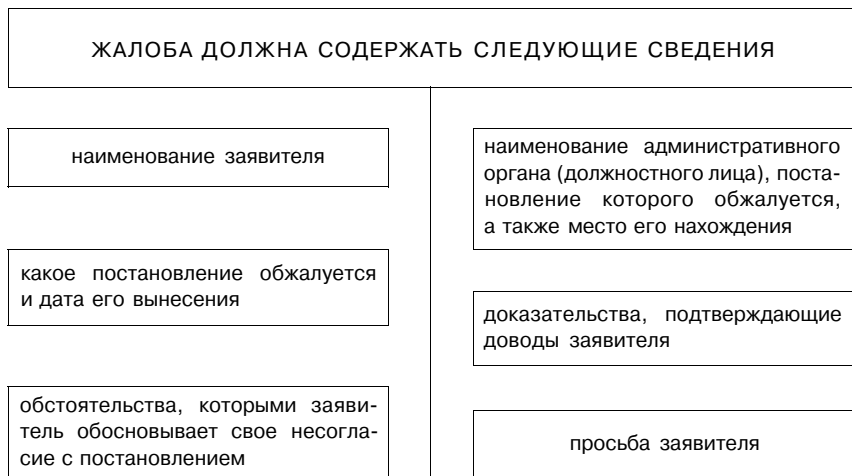 ЖАЛОБА ДОЛЖНА СОДЕРЖАТЬ СЛЕДУЮЩИЕ СВЕДЕНИЯ
наименование заявителя
какое постановление обжалуется
и дата его вынесения
обстоятельства, которыми заяви-
тель обосновывает свое несогла-
сие с постановлением
наименование административного
органа (должностного лица), поста-
новление которого обжалуется,
а также место его нахождения
доказательства, подтверждающие
доводы заявителя
просьба заявителя